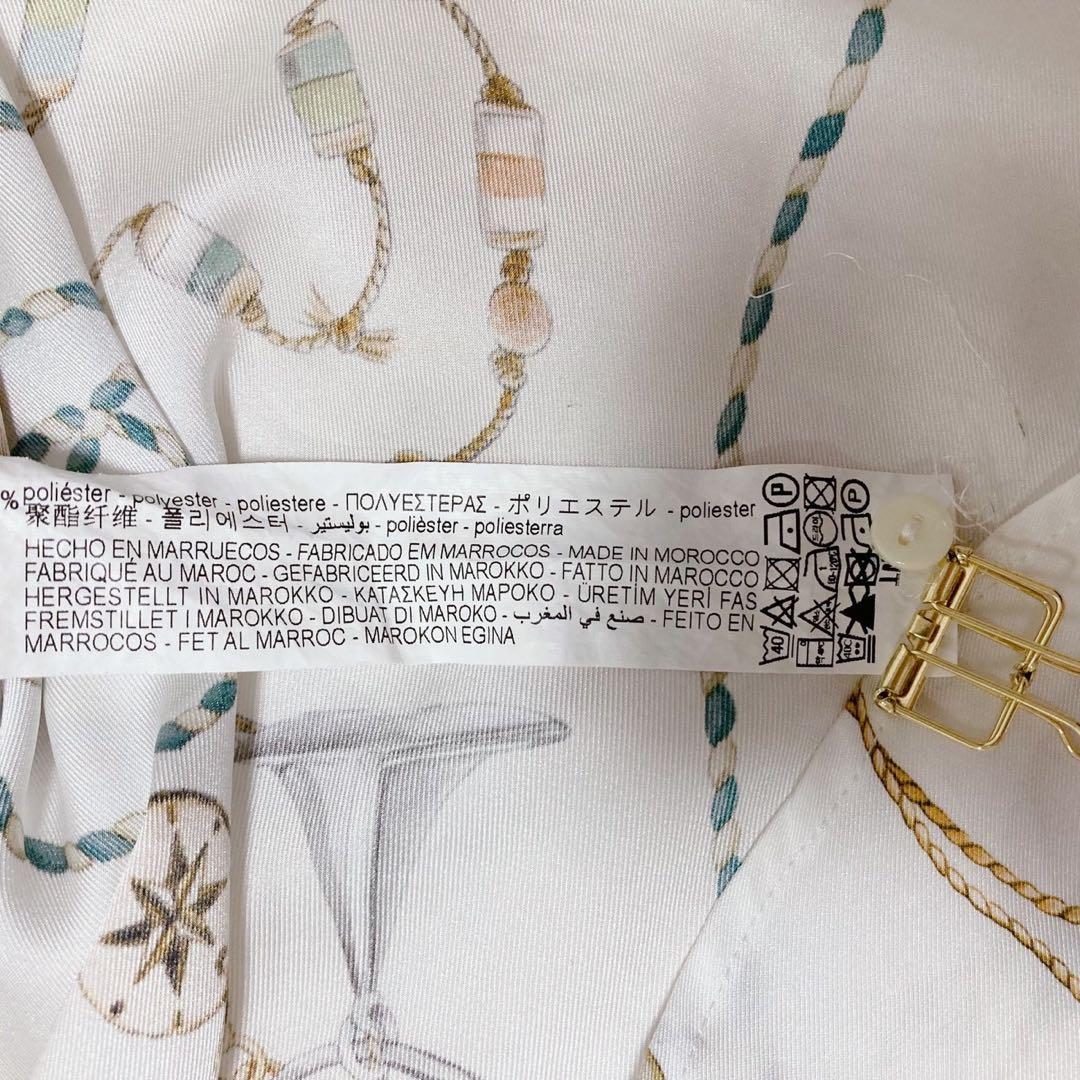 % poliéster - polyester - poliestere - ΠΟΛΥΕΣΤΕΡΑΣ - ポリエステル - poliester
聚酯纤维 - 폴리에스터 - بوليستير - polièster - poliesterra
HECHO EN MARRUECOS - FABRICADO EM MARROCOS - MADE IN MOROCCO
FABRIQUÉ AU MAROC - GEFABRICEERD IN MAROKKO - FATTO IN MAROCCO
HERGESTELLT IN MAROKKO - ΚΑΤΑΣΚΕΥΗ ΜΑΡΟΚΟ - ÜRETİM YERİ FAS
FREMSTILLET I MAROKKO - DIBUAT DI MAROKO - صنع في المغرب - FEITO EN
MARROCOS - FET AL MARROC - MAROKON EGINA
P
P
40